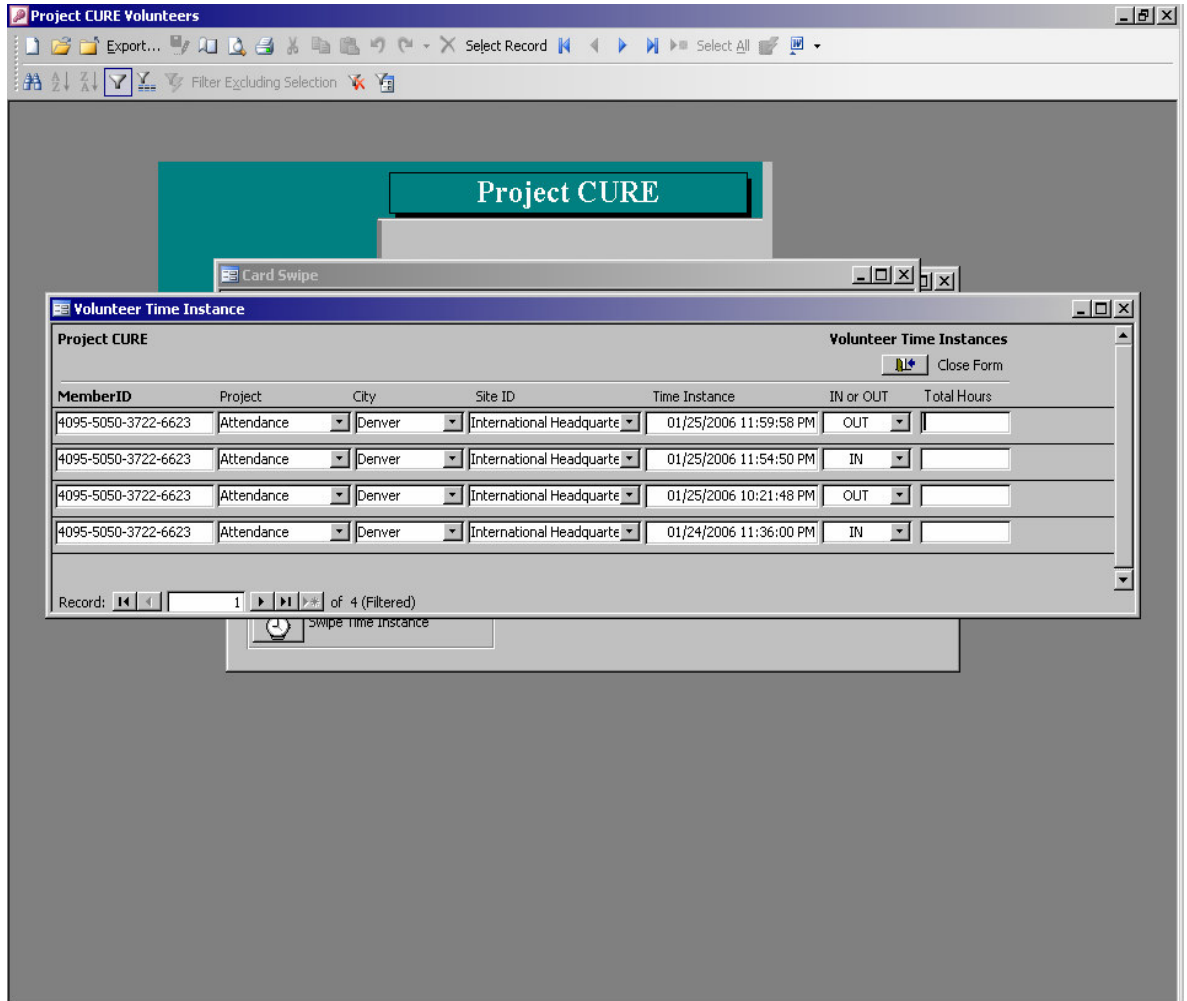 Project CURE Volunteers
Export... Select Record Select All
Filter Excluding Selection
Project CURE
Card Swipe
Volunteer Time Instance
Project CURE Volunteer Time Instances
Close Form
MemberID Project City Site ID Time Instance IN or OUT Total Hours
4095-5050-3722-6623 Attendance Denver International Headquarte 01/25/2006 11:59:58 PM OUT
4095-5050-3722-6623 Attendance Denver International Headquarte 01/25/2006 11:54:50 PM IN
4095-5050-3722-6623 Attendance Denver International Headquarte 01/25/2006 10:21:48 PM OUT
4095-5050-3722-6623 Attendance Denver International Headquarte 01/24/2006 11:36:00 PM IN
Record: 1 of 4 (Filtered)
Swipe Time Instance